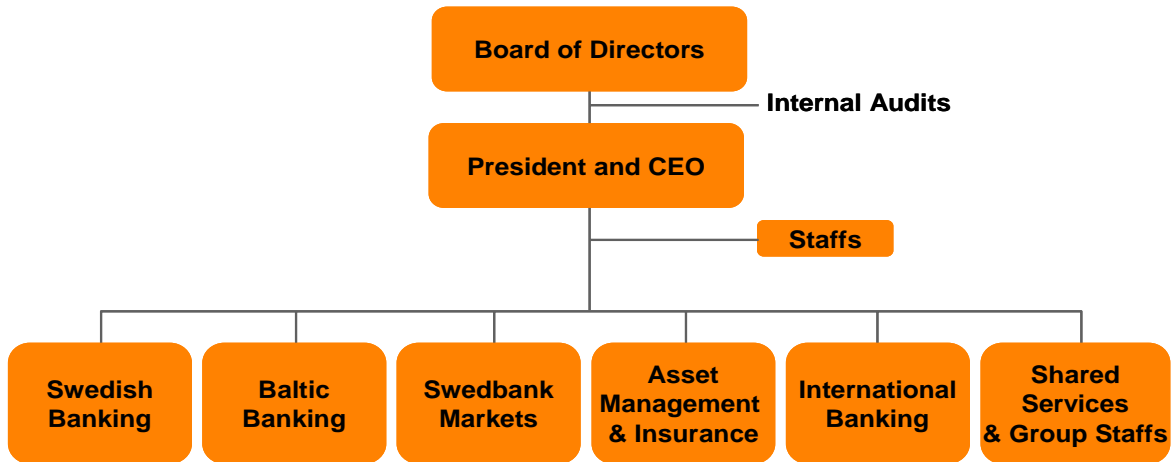 Board of Directors
Internal Audits
President and CEO
Staffs
Swedish
Banking
Baltic
Banking
Swedbank
Markets
Asset
Management
& Insurance
International
Banking
Shared
Services
& Group Staffs